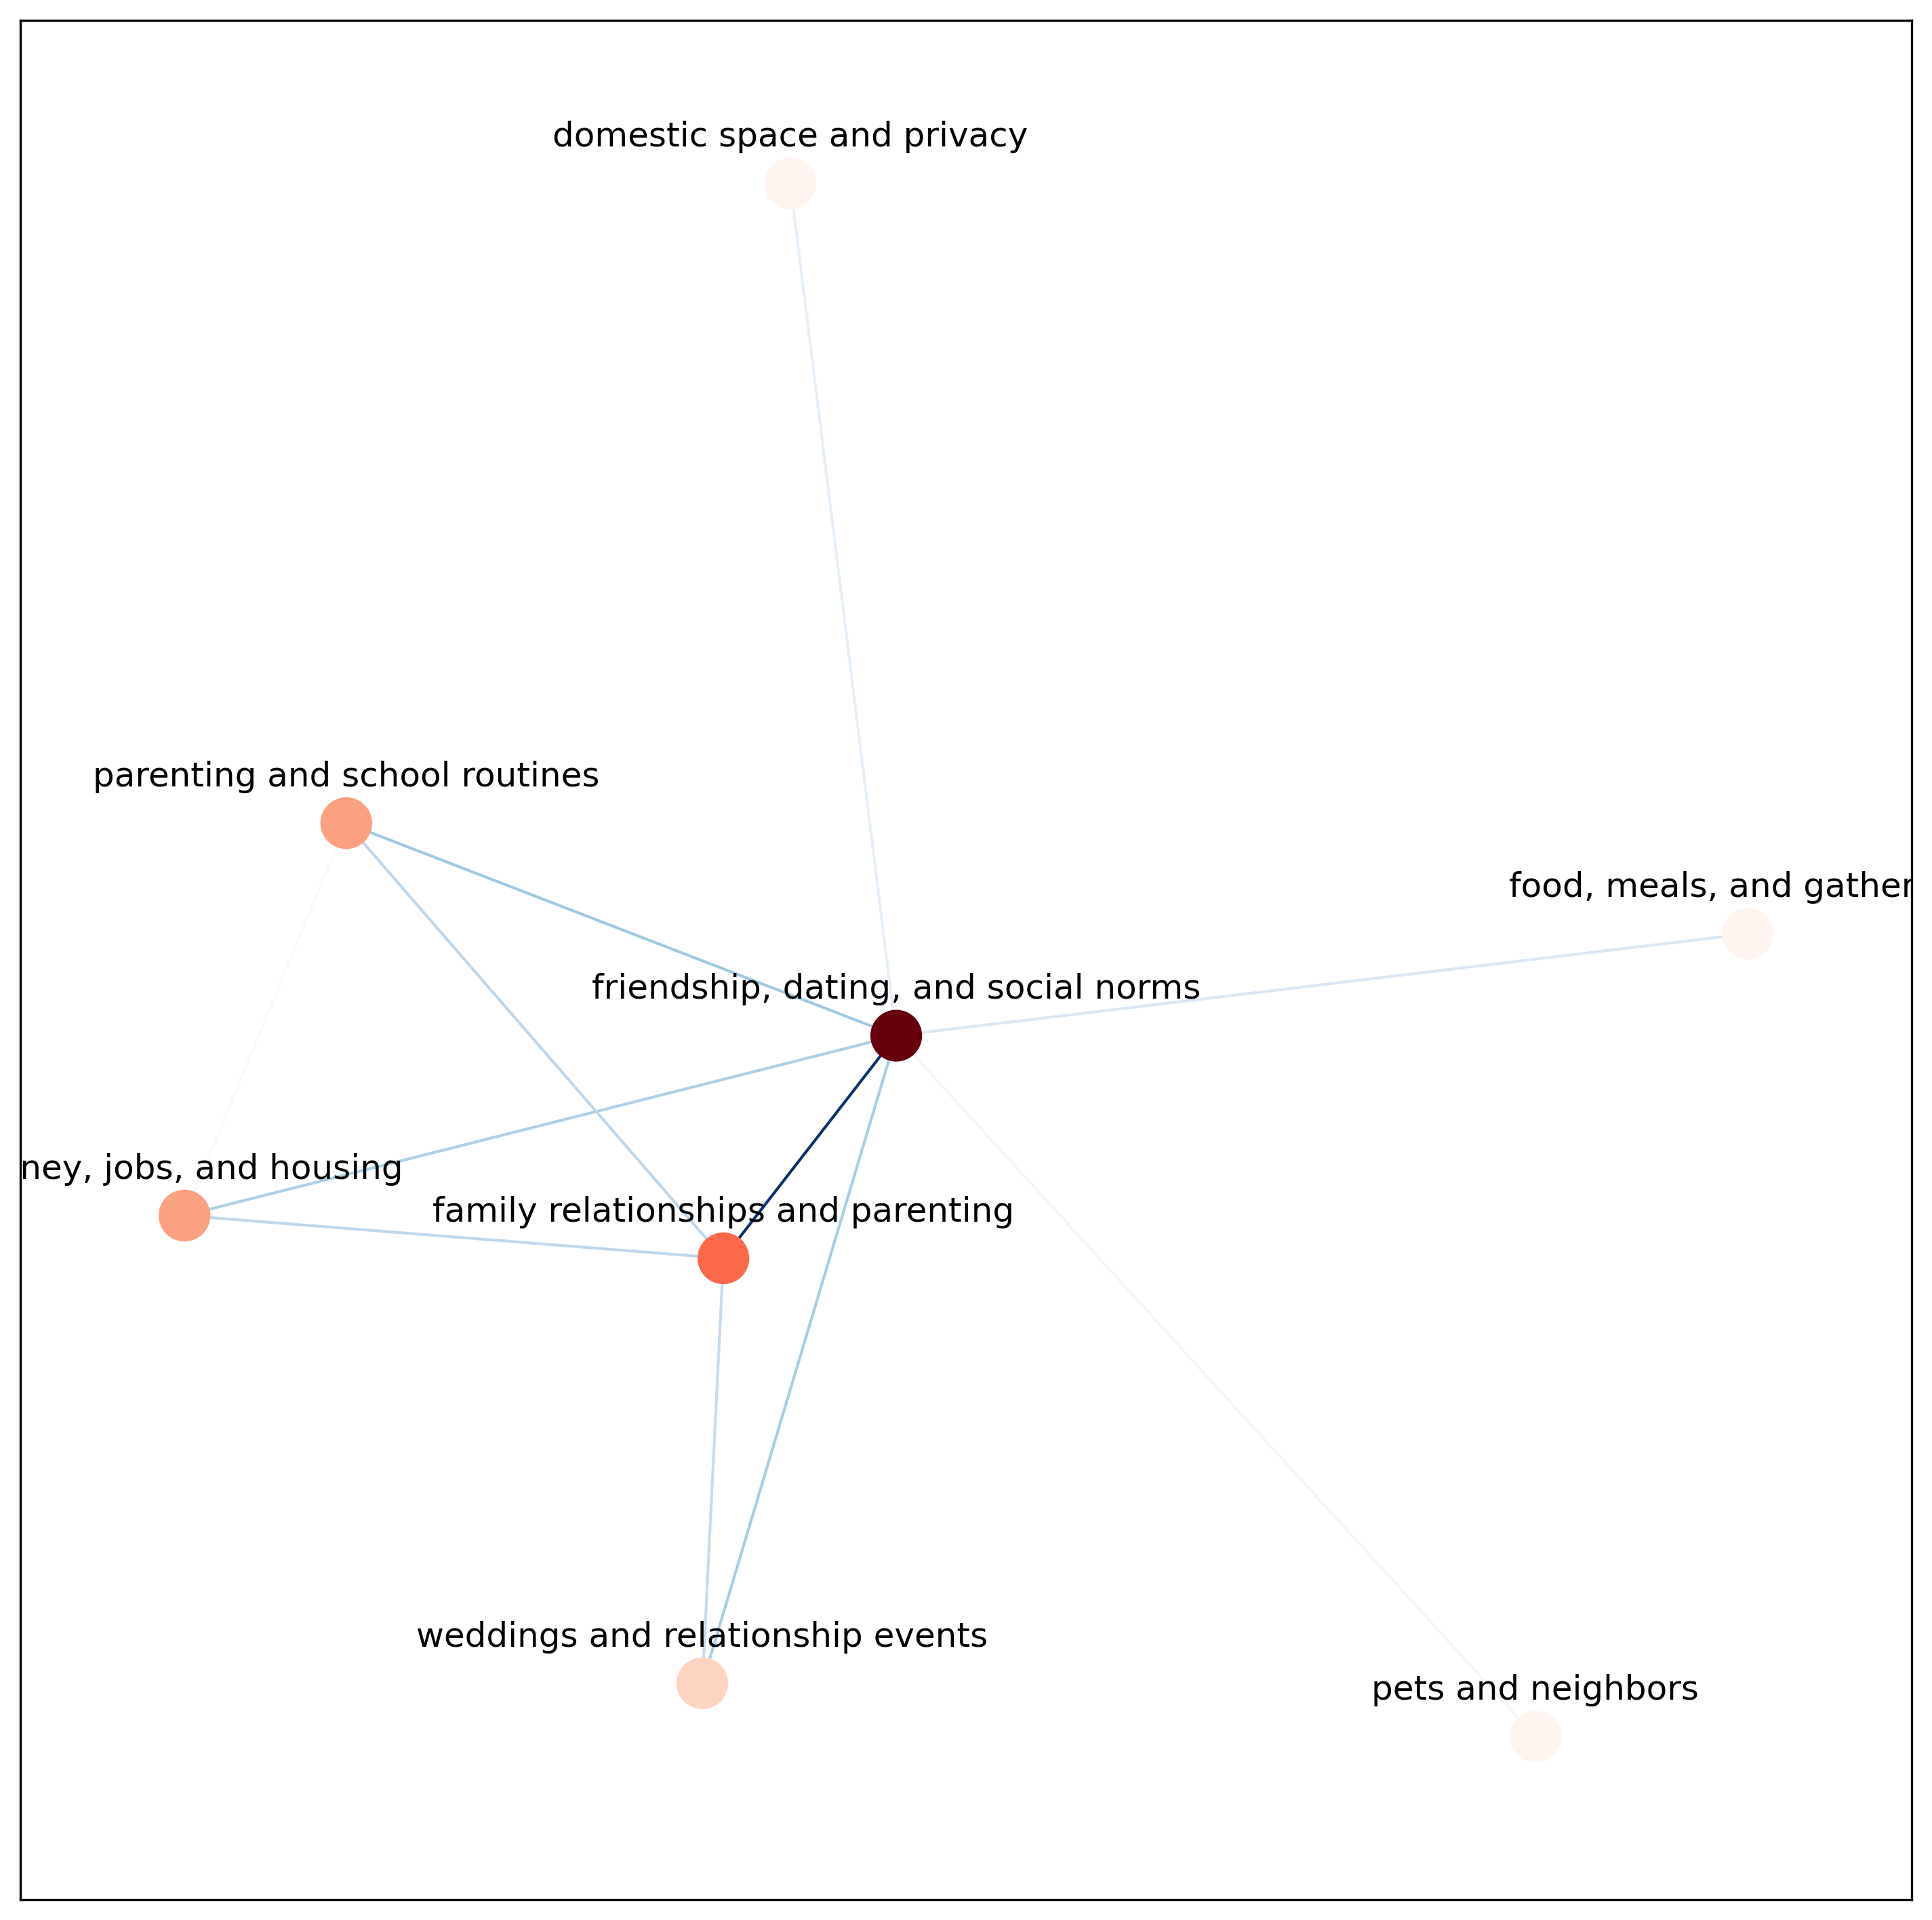 domestic space and privacy
parenting and school routines
food, meals, and gather
friendship, dating, and social norms
ney, jobs, and housing
family relationships and parenting
weddings and relationship events
pets and neighbors